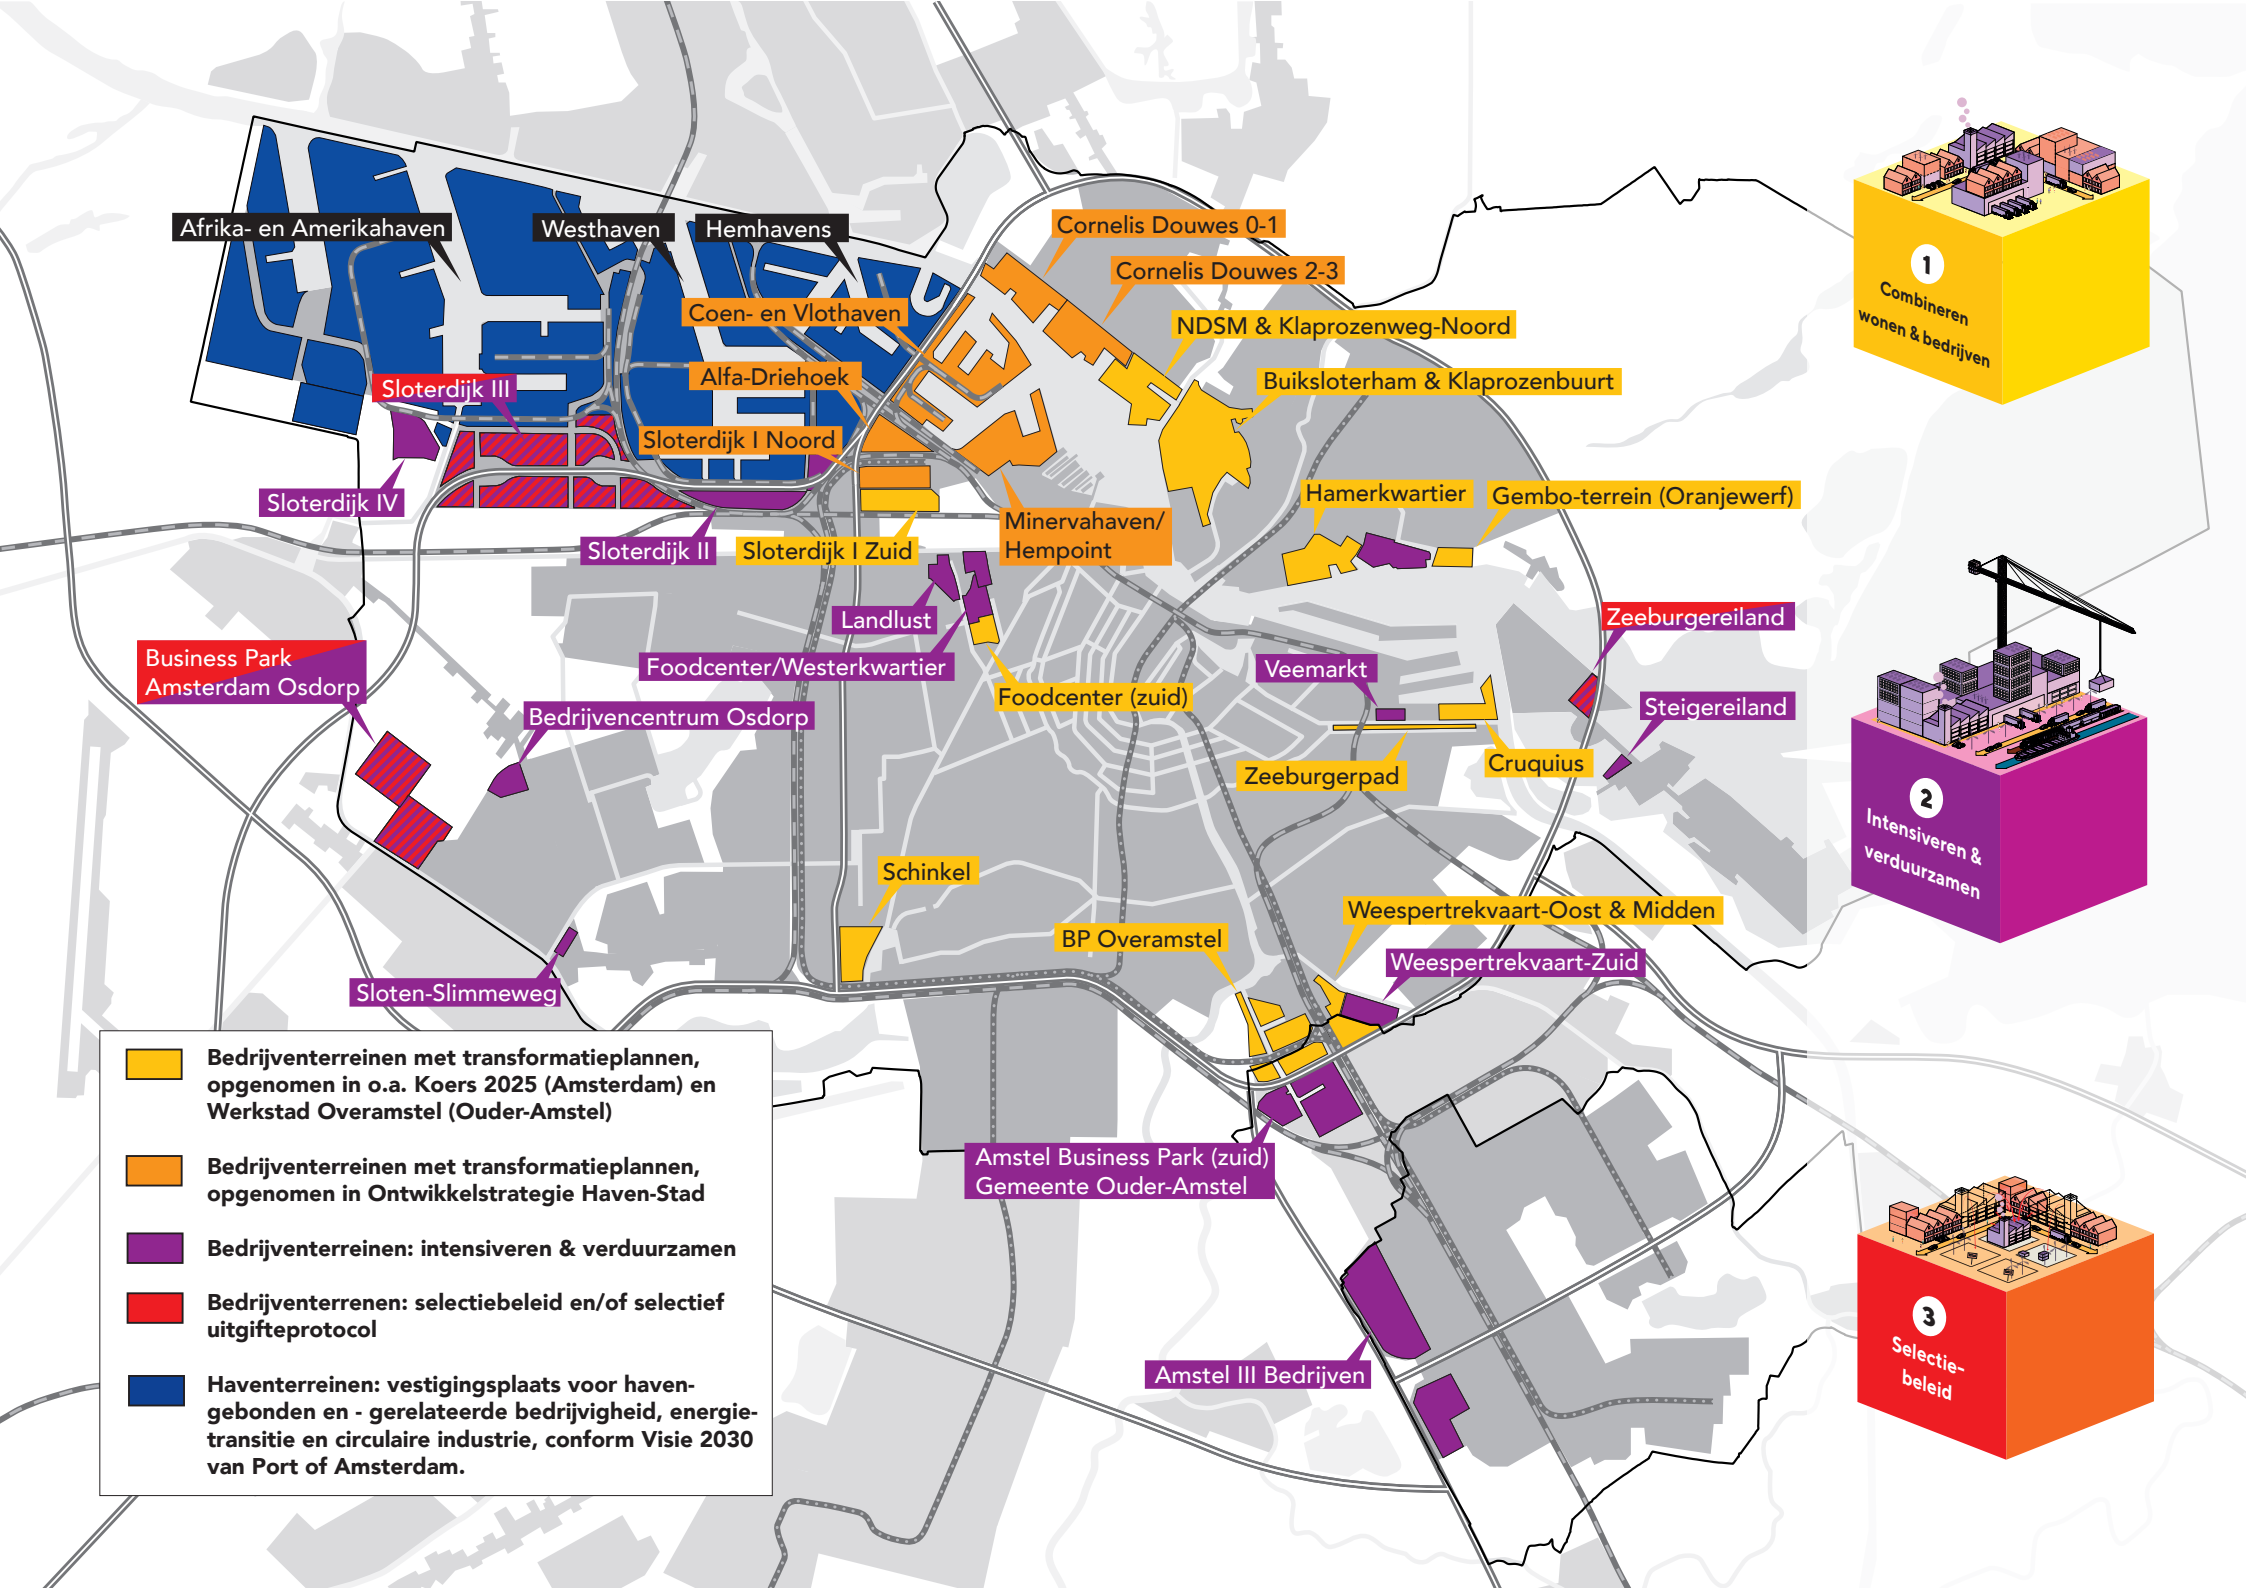 Afrika- en Amerikahaven
Westhaven
Hemhavens
Cornelis Douwes 0-1
Cornelis Douwes 2-3
Coen- en Vlothaven
NDSM & Klaprozenweg-Noord
Alfa-Driehoek
Sloterdijk III
Buiksloterham & Klaprozenbuurt
Sloterdijk I Noord
Sloterdijk IV
Hamerkwartier
Gembo-terrein (Oranjewerf)
Minervahaven/
Hempoint
Sloterdijk II
Sloterdijk I Zuid
Landlust
Zeeburgereiland
Business Park
Amsterdam Osdorp
Foodcenter/Westerkwartier
Veemarkt
Foodcenter (zuid)
Steigereiland
Bedrijvencentrum Osdorp
Cruquius
Zeeburgerpad
Schinkel
Weespertrekvaart-Oost & Midden
BP Overamstel
Weespertrekvaart-Zuid
Sloten-Slimmeweg
Amstel Business Park (zuid)
Gemeente Ouder-Amstel
Amstel III Bedrijven
Bedrijventerreinen met transformatieplannen,
opgenomen in o.a. Koers 2025 (Amsterdam) en
Werkstad Overamstel (Ouder-Amstel)
Bedrijventerreinen met transformatieplannen,
opgenomen in Ontwikkelstrategie Haven-Stad
Bedrijventerreinen: intensiveren & verduurzamen
Bedrijventerrenen: selectiebeleid en/of selectief
uitgifteprotocol
Haventerreinen: vestigingsplaats voor haven-
gebonden en - gerelateerde bedrijvigheid, energie-
transitie en circulaire industrie, conform Visie 2030
van Port of Amsterdam.
1
Combineren
wonen & bedrijven
2
Intensiveren &
verduurzamen
3
Selectie-
beleid